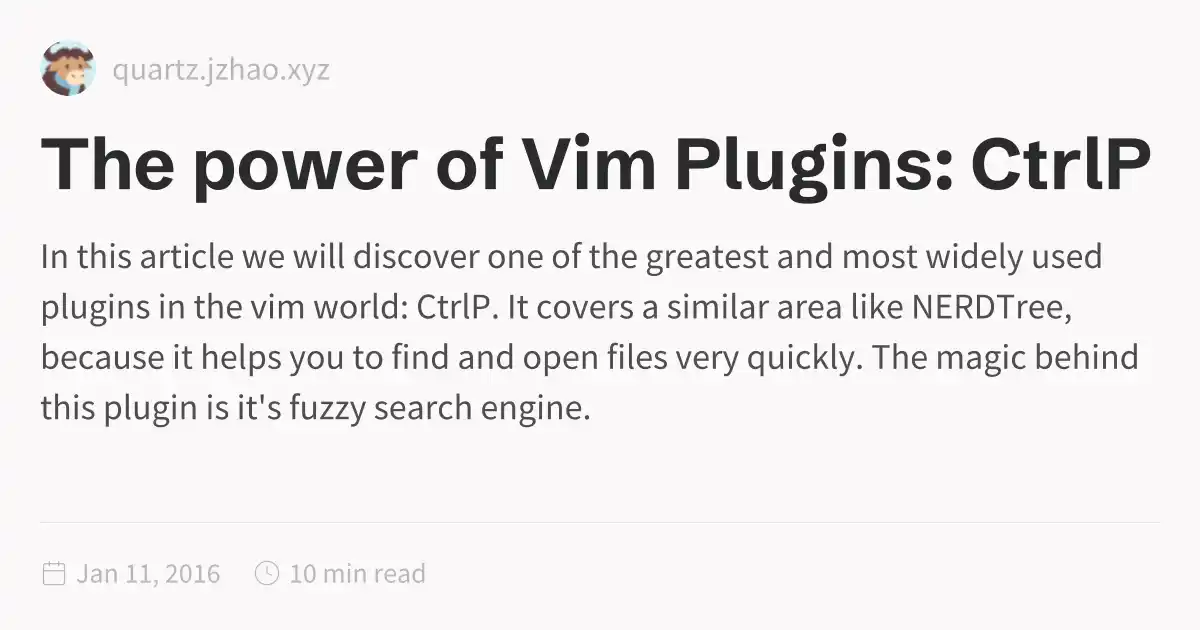 quartz.jzhao.xyz
The power of Vim Plugins: CtrlP
In this article we will discover one of the greatest and most widely used
plugins in the vim world: CtrlP. It covers a similar area like NERDTree,
because it helps you to find and open files very quickly. The magic behind
this plugin is it's fuzzy search engine.
Jan 11, 2016 10 min read